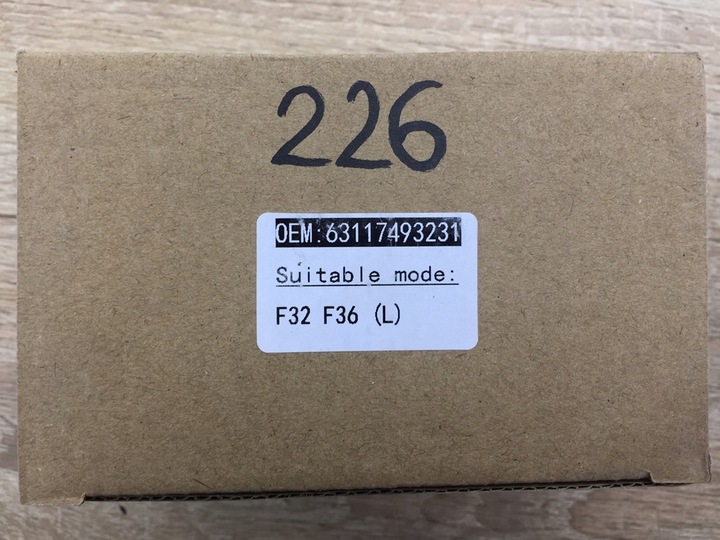 226
OEM:63117493231
Suitable mode:
F32 F36 (L)